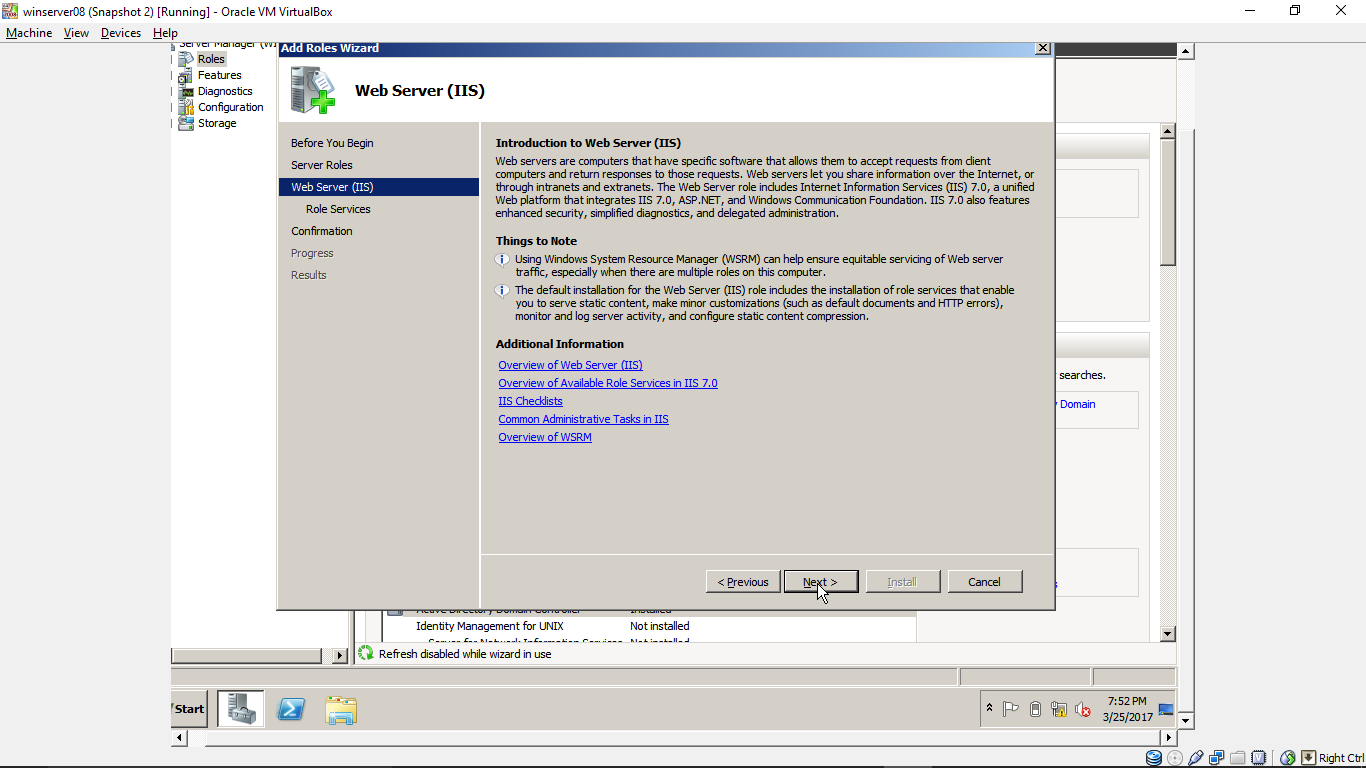 winserver08 (Snapshot 2) [Running] - Oracle VM VirtualBox
Machine View Devices Help
Server Manager (WI
Roles
Features
Diagnostics
Configuration
Storage
Add Roles Wizard
Web Server (IIS)
Before You Begin
Server Roles
Web Server (IIS)
Role Services
Confirmation
Progress
Results
Introduction to Web Server (IIS)
Web servers are computers that have specific software that allows them to accept requests from client
computers and return responses to those requests. Web servers let you share information over the Internet, or
through intranets and extranets. The Web Server role includes Internet Information Services (IIS) 7.0, a unified
Web platform that integrates IIS 7.0, ASP.NET, and Windows Communication Foundation. IIS 7.0 also features
enhanced security, simplified diagnostics, and delegated administration.
Things to Note
Using Windows System Resource Manager (WSRM) can help ensure equitable servicing of Web server
traffic, especially when there are multiple roles on this computer.
The default installation for the Web Server (IIS) role includes the installation of role services that enable
you to serve static content, make minor customizations (such as default documents and HTTP errors),
monitor and log server activity, and configure static content compression.
Additional Information
Overview of Web Server (IIS)
Overview of Available Role Services in IIS 7.0
IIS Checklists
Common Administrative Tasks in IIS
Overview of WSRM
< Previous Next > Install Cancel
searches.
Domain
Active Directory Domain Controller Installed
Identity Management for UNIX Not installed
Server for Network Information Services Not installed
Refresh disabled while wizard in use
Start
7:52 PM
3/25/2017
Right Ctrl